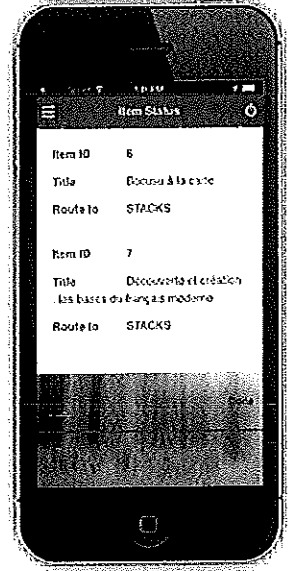 Item Status
Item ID 6
Title Bocuse à la carte
Route to STACKS
Item ID 7
Title Découverte et création
: les bases du français moderne
Route to STACKS